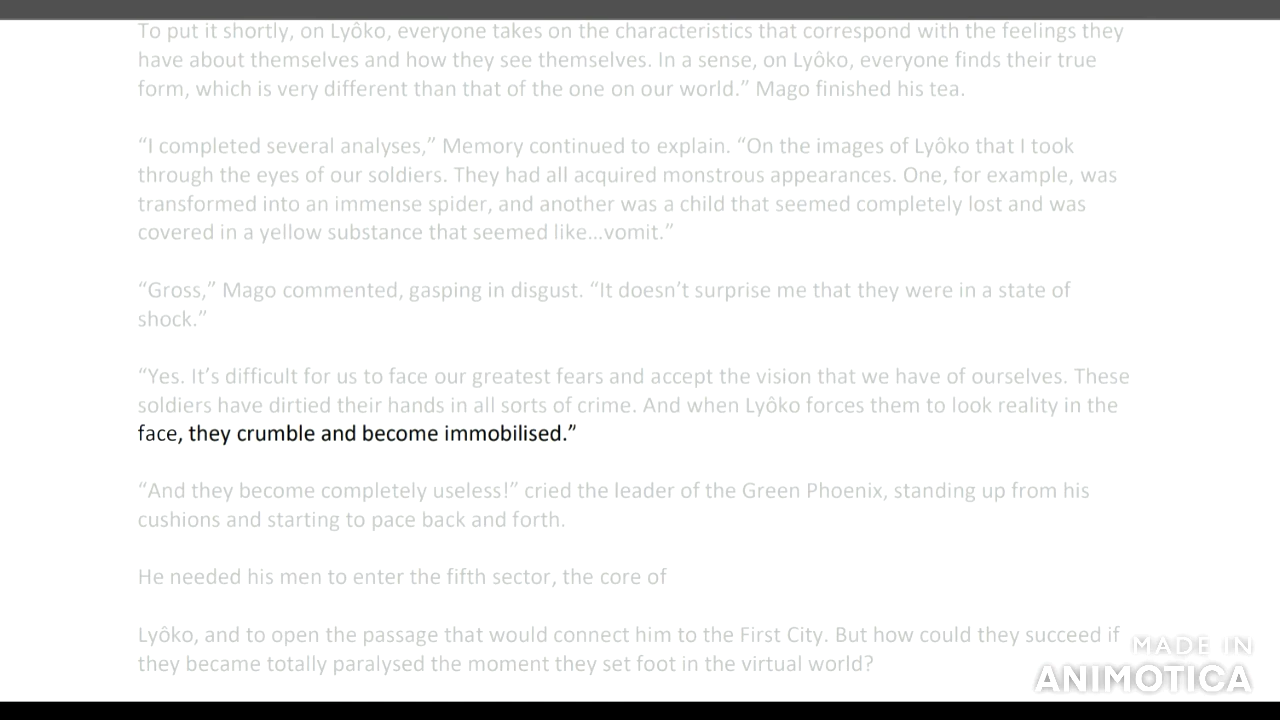 To put it shortly, on Lyôko, everyone takes on the characteristics that correspond with the feelings they
have about themselves and how they see themselves. In a sense, on Lyôko, everyone finds their true
form, which is very different than that of the one on our world.” Mago finished his tea.
“I completed several analyses,” Memory continued to explain. “On the images of Lyôko that I took
through the eyes of our soldiers. They had all acquired monstrous appearances. One, for example, was
transformed into an immense spider, and another was a child that seemed completely lost and was
covered in a yellow substance that seemed like…vomit.”
“Gross,” Mago commented, gasping in disgust. “It doesn’t surprise me that they were in a state of
shock.”
“Yes. It’s difficult for us to face our greatest fears and accept the vision that we have of ourselves. These
soldiers have dirtied their hands in all sorts of crime. And when Lyôko forces them to look reality in the
face, they crumble and become immobilised.”
“And they become completely useless!” cried the leader of the Green Phoenix, standing up from his
cushions and starting to pace back and forth.
He needed his men to enter the fifth sector, the core of
Lyôko, and to open the passage that would connect him to the First City. But how could they succeed if
they became totally paralysed the moment they set foot in the virtual world?
MADE IN
ANIMOTICA